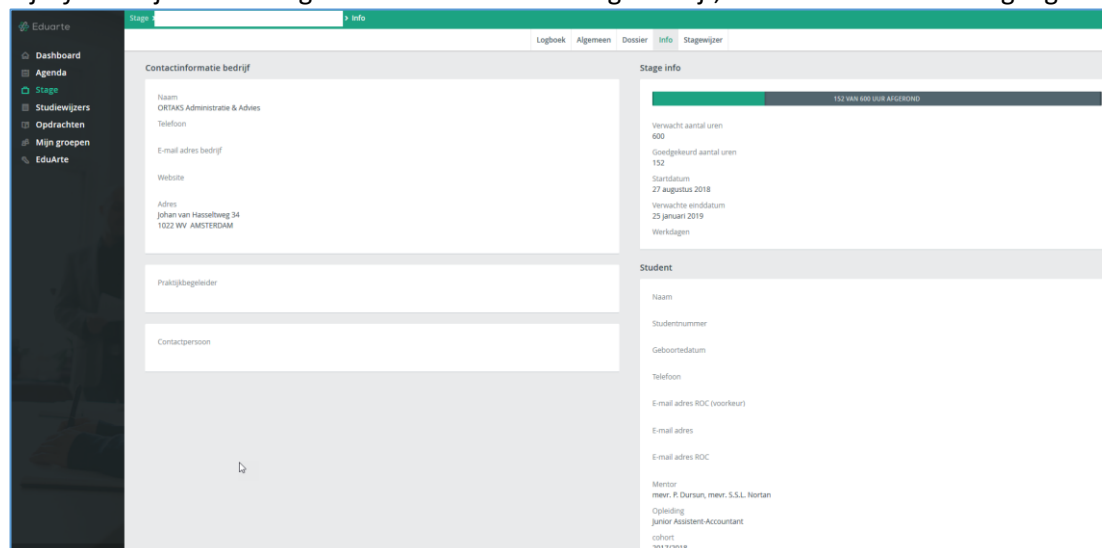 Eduarte
Dashboard
Agenda
Stage
Studiewijzers
Opdrachten
Mijn groepen
EduArte
Stage
Info
Logboek Algemeen Dossier Info Stagewijzer
Contactinformatie bedrijf
Naam
ORTAKS Administratie & Advies
Telefoon
E-mail adres bedrijf
Website
Adres
Johan van Hasseltweg 34
1022 WV AMSTERDAM
Praktijkbegeleider
Contactpersoon
Stage info
152 VAN 600 UUR AFGEROND
Verwacht aantal uren
600
Goedgekeurd aantal uren
152
Startdatum
27 augustus 2018
Verwachte einddatum
25 januari 2019
Werkdagen
Student
Naam
Studentnummer
Geboortedatum
Telefoon
E-mail adres ROC (voorkeur)
E-mail adres
E-mail adres ROC
Mentor
mevr. P. Dursun, mevr. S.S.L. Nortan
Opleiding
Junior Assistent-Accountant
cohort
2017/2018